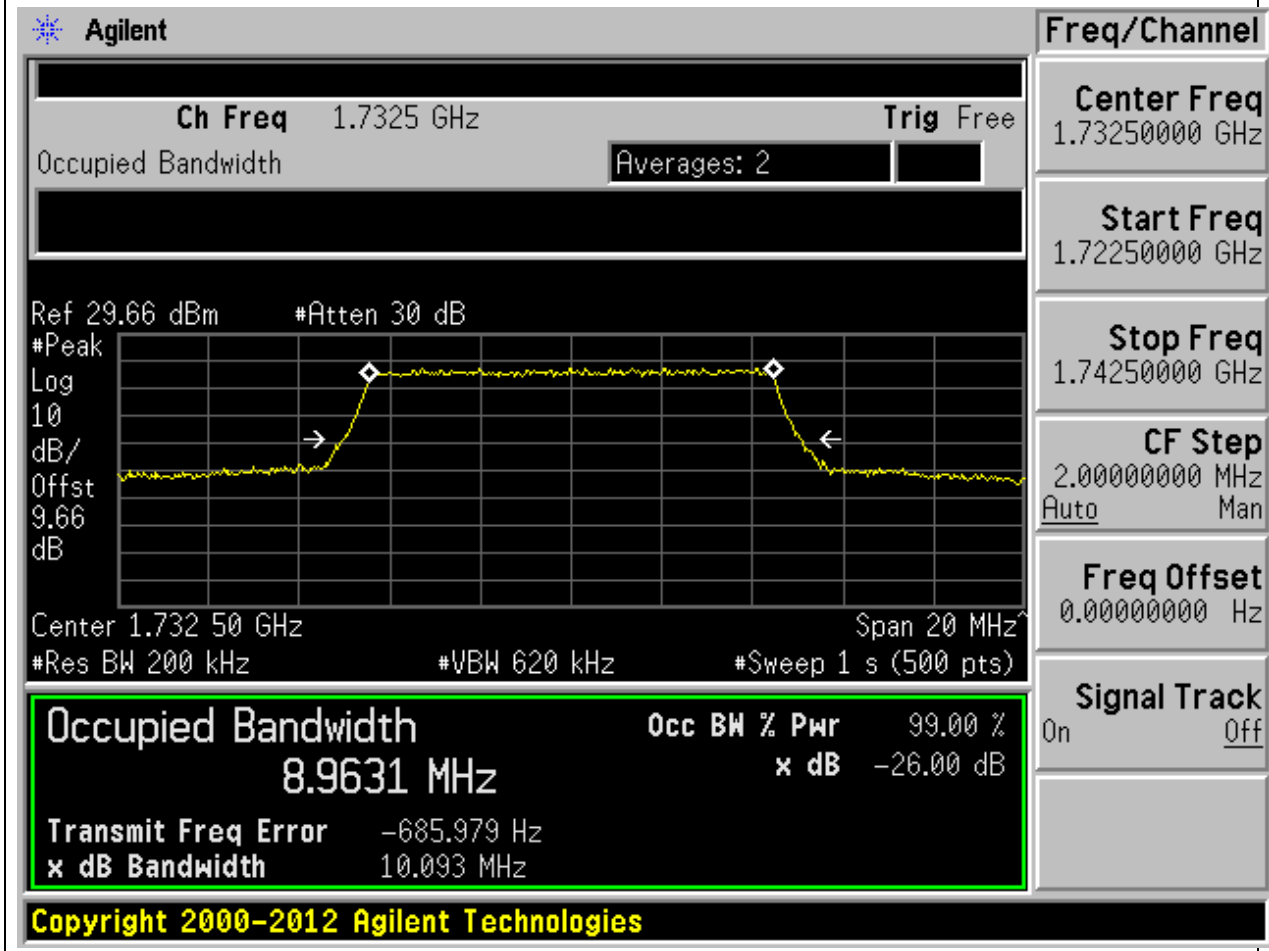 Agilent
Freq/Channel
Ch Freq 1.7325 GHz Trig Free
Occupied Bandwidth Averages: 2
Center Freq
1.73250000 GHz
Start Freq
1.72250000 GHz
Stop Freq
1.74250000 GHz
CF Step
2.00000000 MHz
Auto Man
Freq Offset
0.00000000 Hz
Signal Track
On Off
Ref 29.66 dBm #Atten 30 dB
#Peak
Log
10
dB/
Offst
9.66
dB
Center 1.732 50 GHz Span 20 MHz^
#Res BW 200 kHz #VBW 620 kHz #Sweep 1 s (500 pts)
Occupied Bandwidth
8.9631 MHz
Occ BW % Pwr 99.00 %
x dB -26.00 dB
Transmit Freq Error -685.979 Hz
x dB Bandwidth 10.093 MHz
Copyright 2000-2012 Agilent Technologies